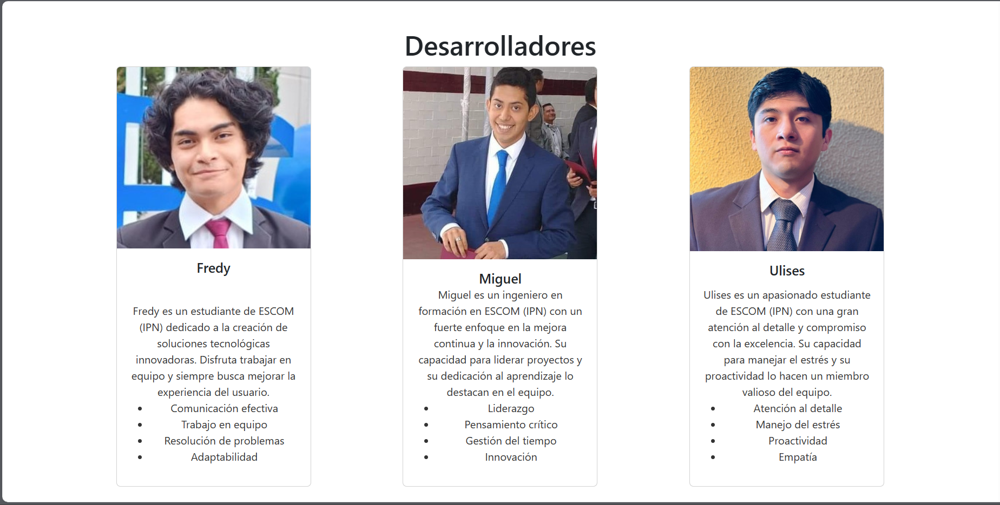 Desarrolladores
Fredy
Fredy es un estudiante de ESCOM
(IPN) dedicado a la creación de
soluciones tecnológicas
innovadoras. Disfruta trabajar en
equipo y siempre busca mejorar la
experiencia del usuario.
• Comunicación efectiva
• Trabajo en equipo
• Resolución de problemas
• Adaptabilidad
Miguel
Miguel es un ingeniero en
formación en ESCOM (IPN) con un
fuerte enfoque en la mejora
continua y la innovación. Su
capacidad para liderar proyectos y
su dedicación al aprendizaje lo
destacan en el equipo.
• Liderazgo
• Pensamiento crítico
• Gestión del tiempo
• Innovación
Ulises
Ulises es un apasionado estudiante
de ESCOM (IPN) con una gran
atención al detalle y compromiso
con la excelencia. Su capacidad
para manejar el estrés y su
proactividad lo hacen un miembro
valioso del equipo.
• Atención al detalle
• Manejo del estrés
• Proactividad
• Empatía